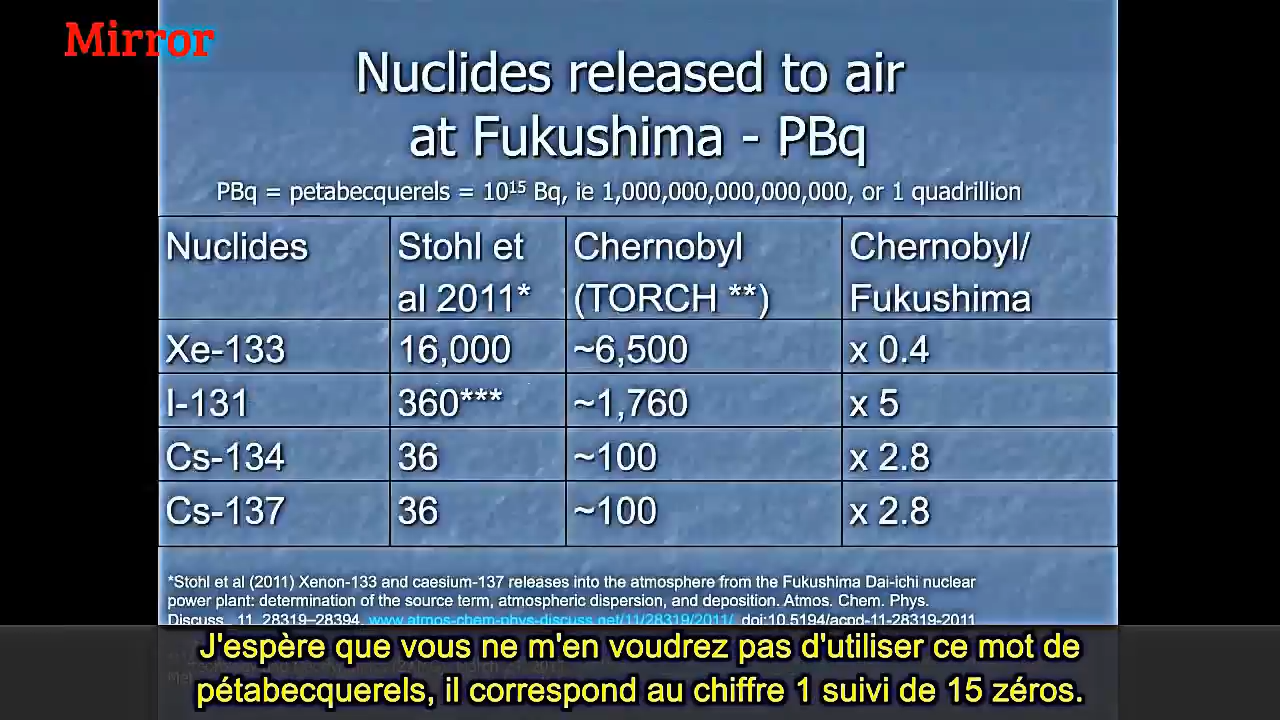 Mirror
Nuclides released to air
at Fukushima - PBq
PBq = petabecquerels = 10¹⁵ Bq, ie 1,000,000,000,000,000, or 1 quadrillion
Nuclides Stohl et al 2011* Chernobyl (TORCH **) Chernobyl/ Fukushima
Xe-133 16,000 ~6,500 x 0.4
I-131 360*** ~1,760 x 5
Cs-134 36 ~100 x 2.8
Cs-137 36 ~100 x 2.8
*Stohl et al (2011) Xenon-133 and caesium-137 releases into the atmosphere from the Fukushima Dai-ichi nuclear
power plant: determination of the source term, atmospheric dispersion, and deposition. Atmos. Chem. Phys.
Discuss., 11, 28319–28394, www.atmos-chem-phys-discuss.net/11/28319/2011/ doi:10.5194/acpd-11-28319-2011
J'espère que vous ne m'en voudrez pas d'utiliser ce mot de
pétabecquerels, il correspond au chiffre 1 suivi de 15 zéros.